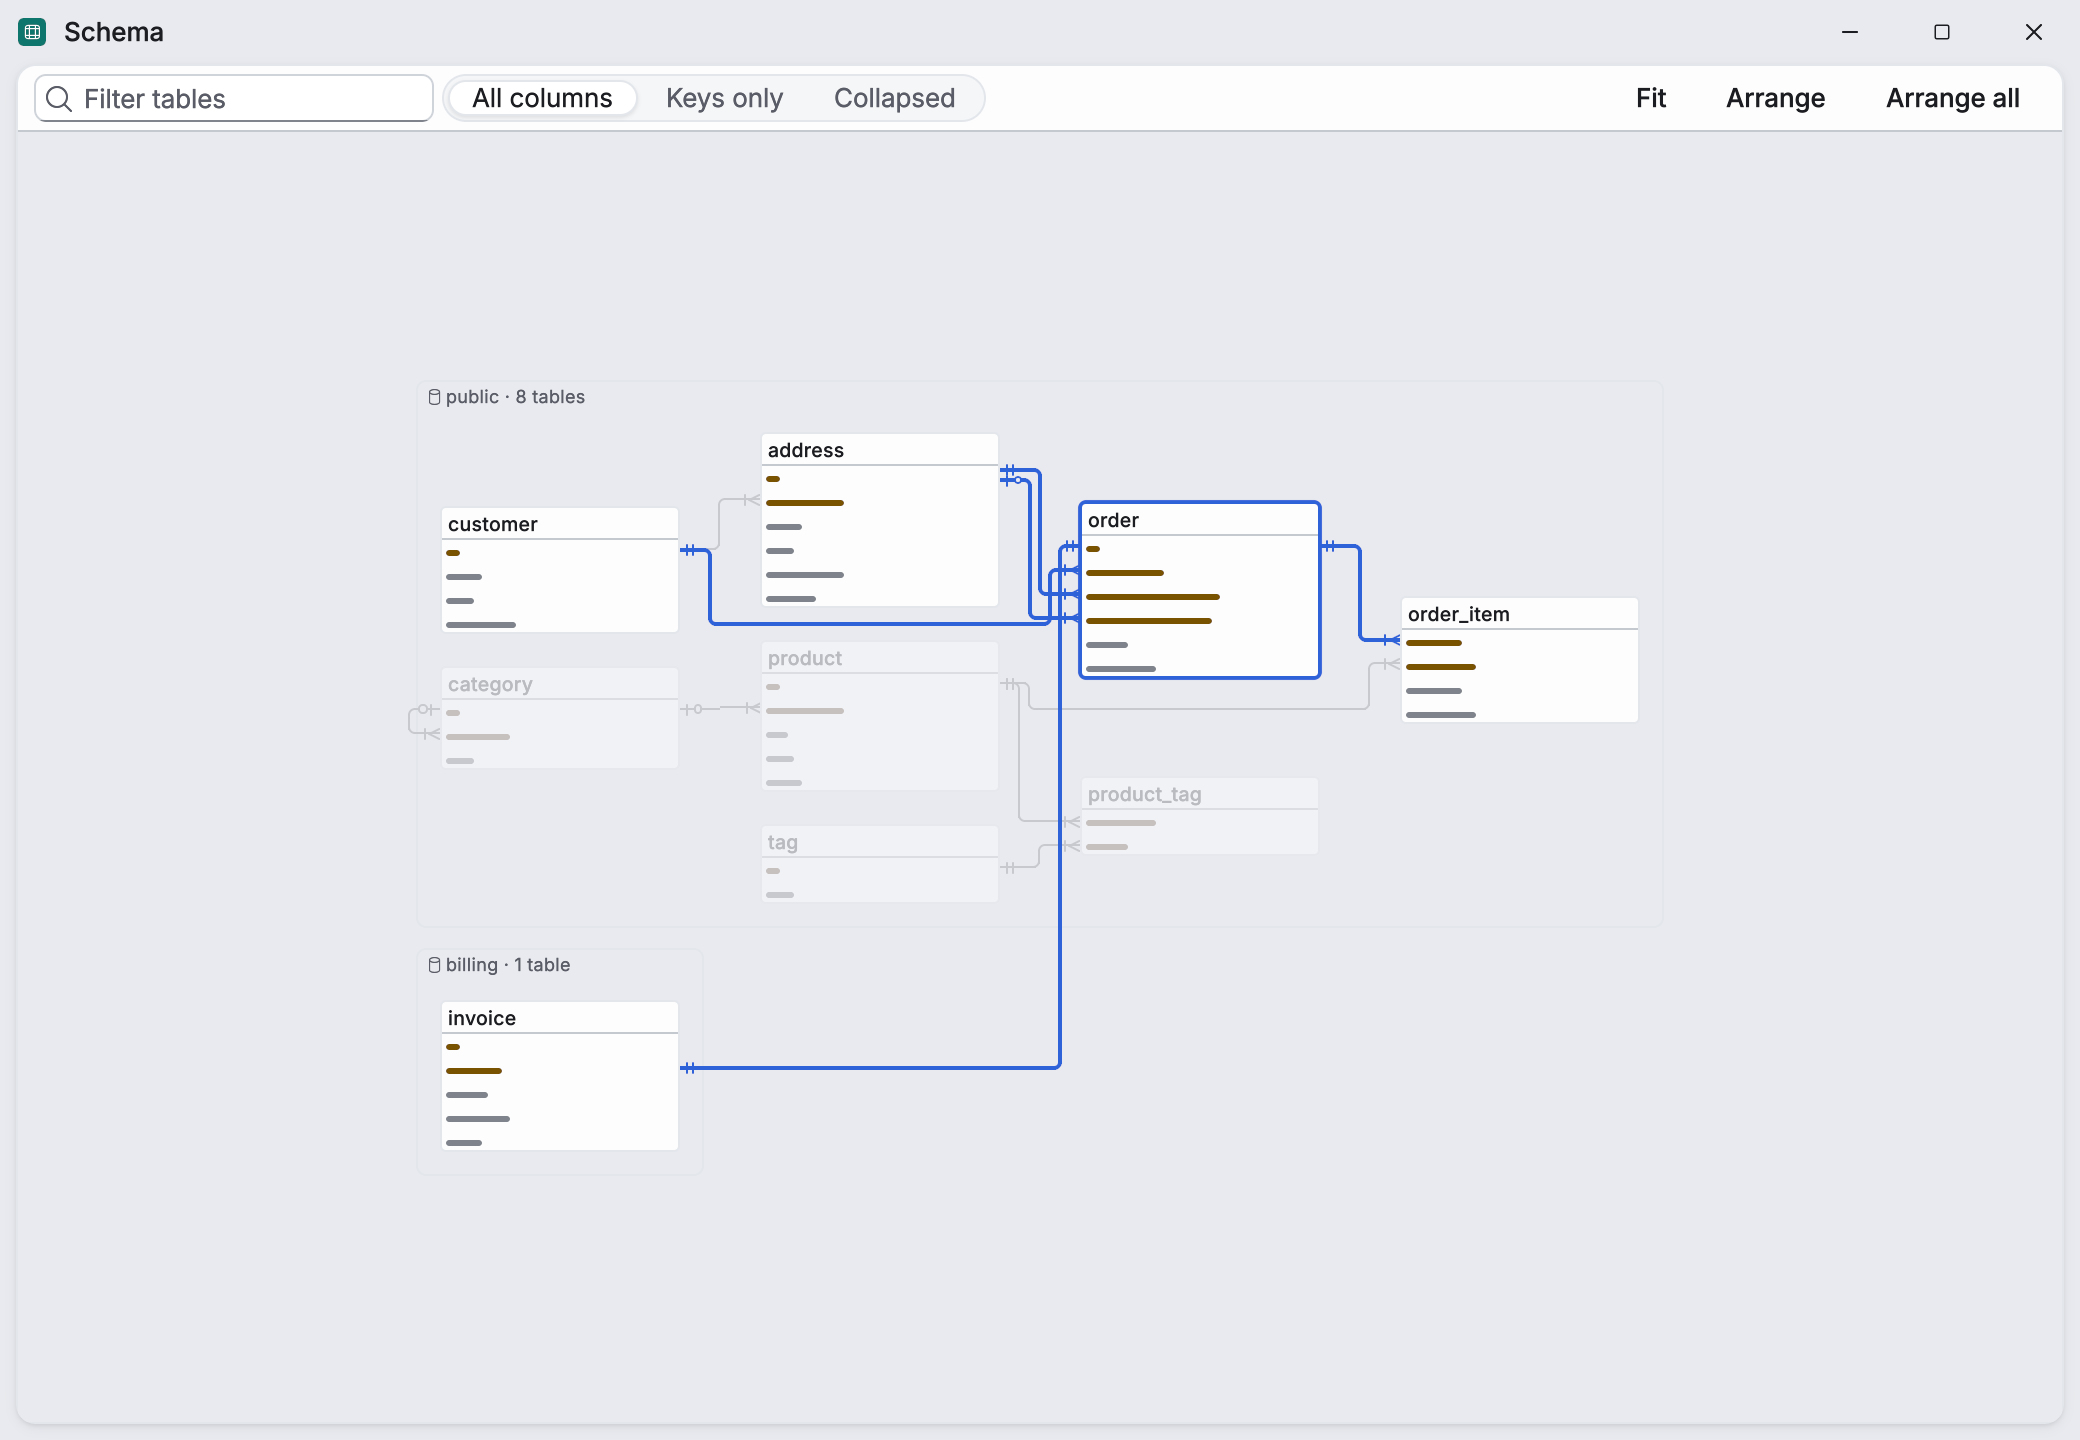 Schema
Filter tables
All columns
Keys only
Collapsed
Fit
Arrange
Arrange all
public · 8 tables
address
customer
order
order_item
product
category
product_tag
tag
billing · 1 table
invoice